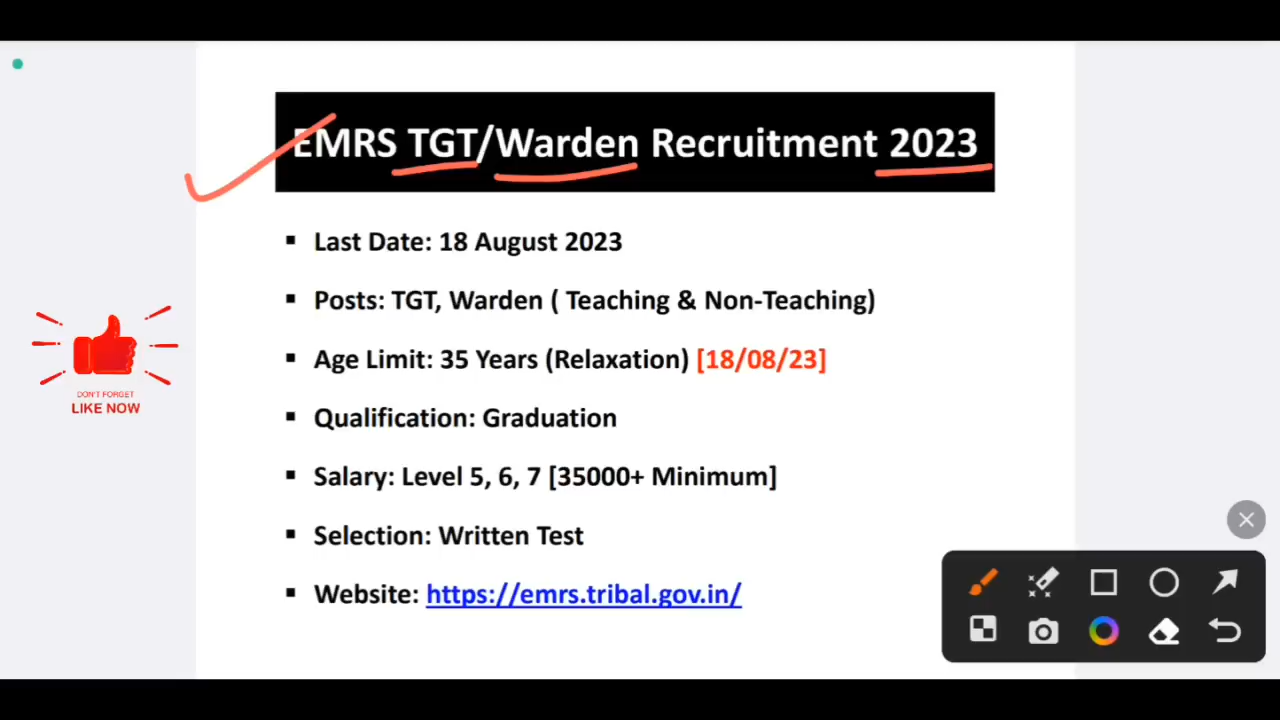 EMRS TGT/Warden Recruitment 2023
▪ Last Date: 18 August 2023
▪ Posts: TGT, Warden ( Teaching & Non-Teaching)
▪ Age Limit: 35 Years (Relaxation) [18/08/23]
▪ Qualification: Graduation
▪ Salary: Level 5, 6, 7 [35000+ Minimum]
▪ Selection: Written Test
▪ Website: https://emrs.tribal.gov.in/
DON'T FORGET
LIKE NOW